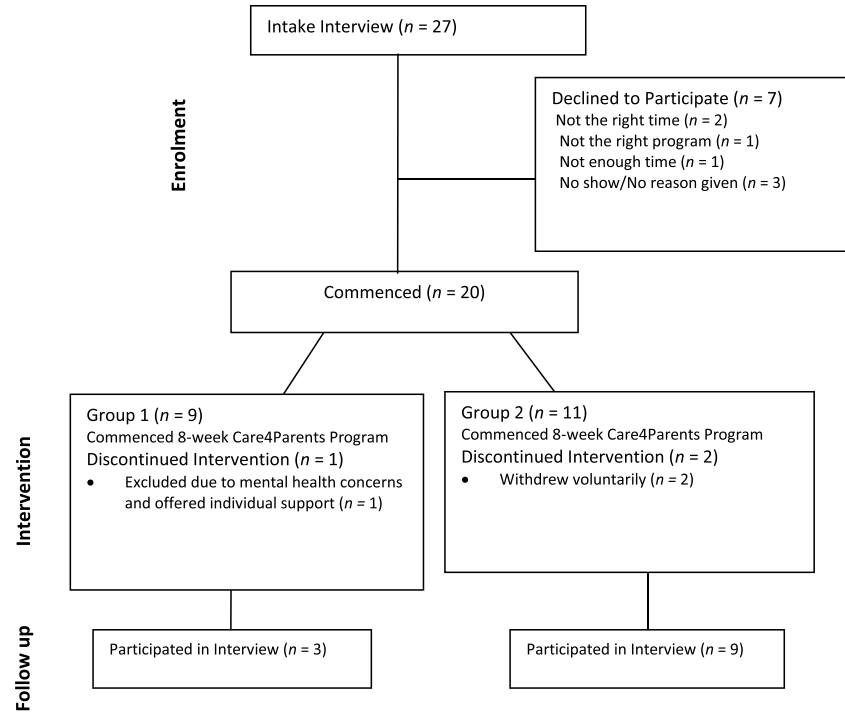 Intake Interview (n = 27)
Enrolment
Declined to Participate (n = 7)
Not the right time (n = 2)
Not the right program (n = 1)
Not enough time (n = 1)
No show/No reason given (n = 3)
Commenced (n = 20)
Intervention
Group 1 (n = 9)
Commenced 8-week Care4Parents Program
Discontinued Intervention (n = 1)
• Excluded due to mental health concerns
and offered individual support (n = 1)
Group 2 (n = 11)
Commenced 8-week Care4Parents Program
Discontinued Intervention (n = 2)
• Withdrew voluntarily (n = 2)
Follow up
Participated in Interview (n = 3)
Participated in Interview (n = 9)